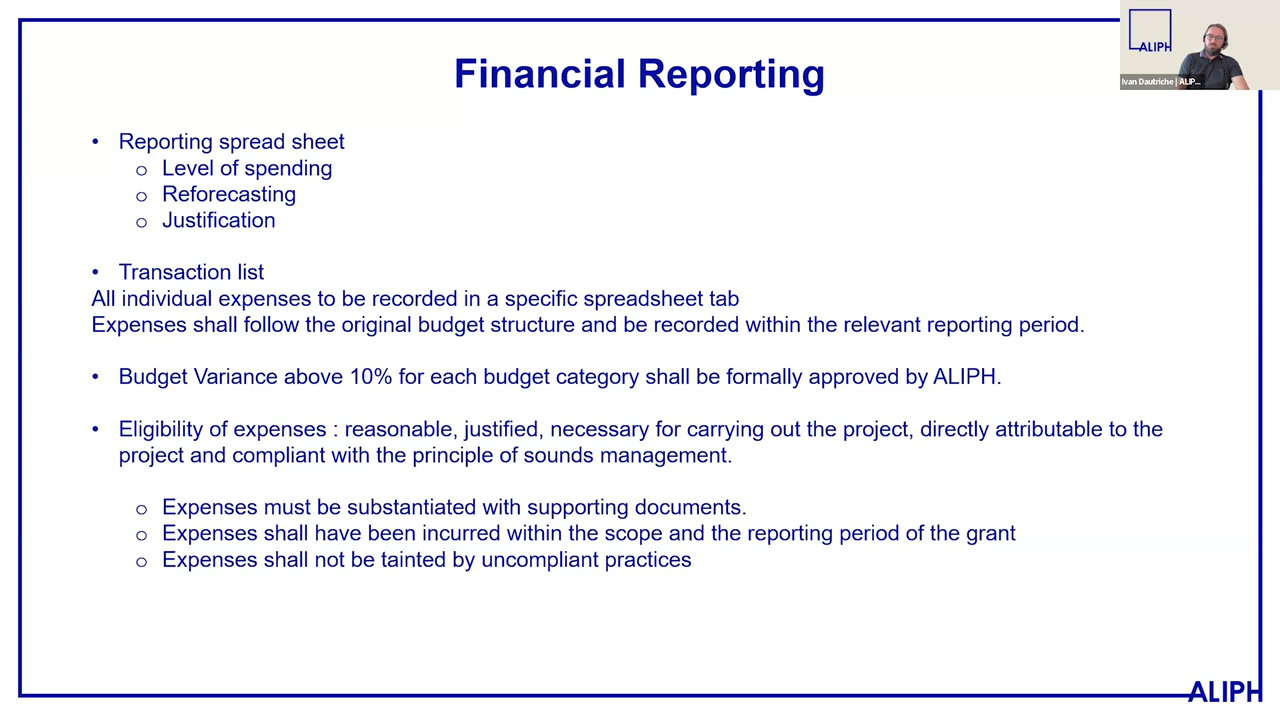 Financial Reporting
ALIPH
Ivan Dautriche | ALIP...
• Reporting spread sheet
o Level of spending
o Reforecasting
o Justification
• Transaction list
All individual expenses to be recorded in a specific spreadsheet tab
Expenses shall follow the original budget structure and be recorded within the relevant reporting period.
• Budget Variance above 10% for each budget category shall be formally approved by ALIPH.
• Eligibility of expenses : reasonable, justified, necessary for carrying out the project, directly attributable to the
project and compliant with the principle of sounds management.
o Expenses must be substantiated with supporting documents.
o Expenses shall have been incurred within the scope and the reporting period of the grant
o Expenses shall not be tainted by uncompliant practices
ALIPH